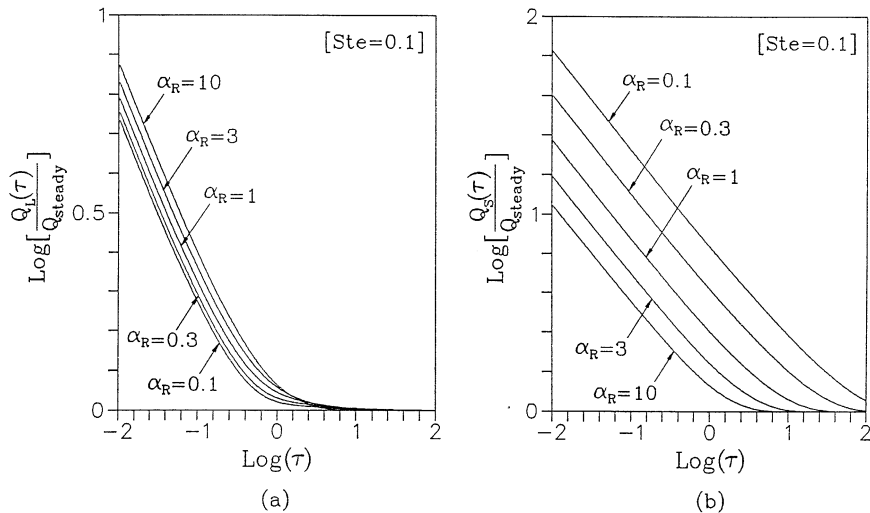 1
0.5
0
Log[Q_L(τ)/Q_steady]
[Ste=0.1]
α_R=10
α_R=3
α_R=1
α_R=0.3
α_R=0.1
-2 -1 0 1 2
Log(τ)
(a)
2
1
0
Log[Q_S(τ)/Q_steady]
[Ste=0.1]
α_R=0.1
α_R=0.3
α_R=1
α_R=3
α_R=10
-2 -1 0 1 2
Log(τ)
(b)